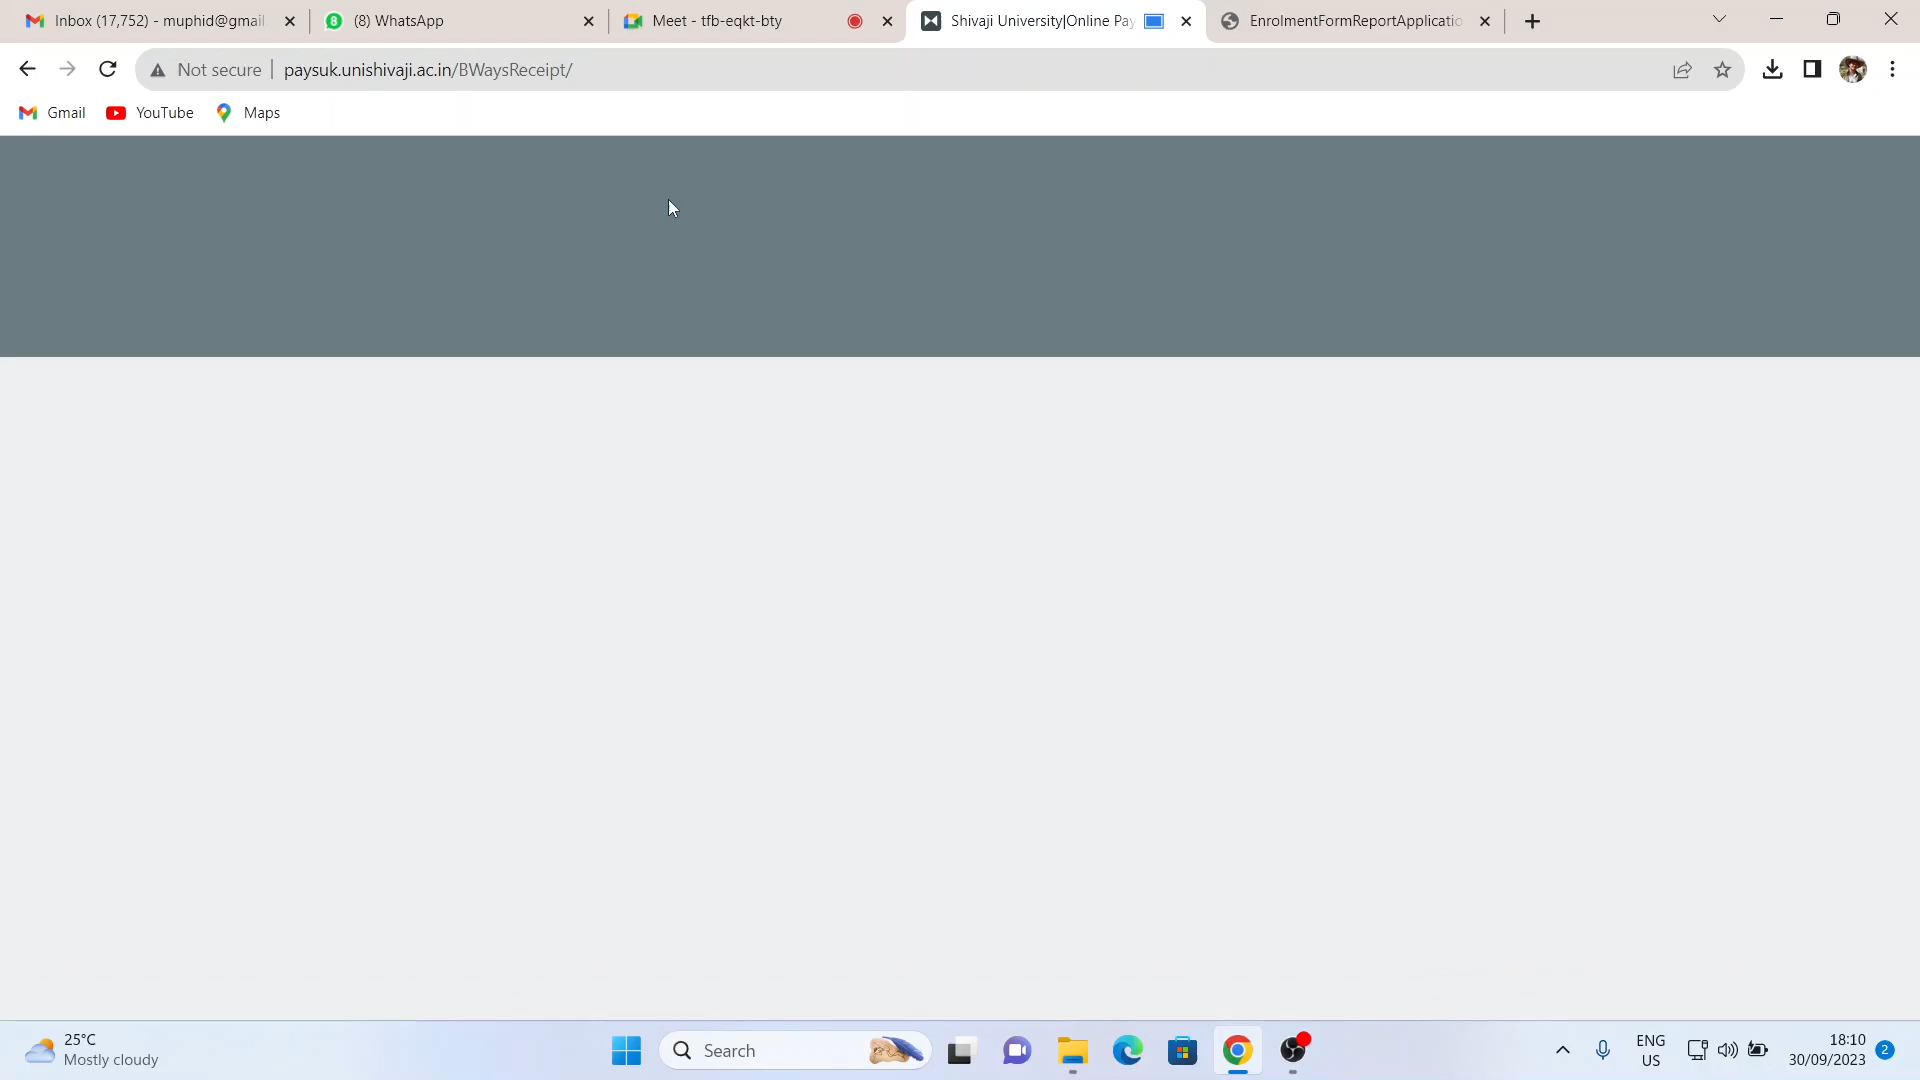 Inbox (17,752) - muphid@gmail
(8) WhatsApp
Meet - tfb-eqkt-bty
Shivaji University|Online Pay
EnrolmentFormReportApplicatio
Not secure
paysuk.unishivaji.ac.in/BWaysReceipt/
Gmail
YouTube
Maps
25°C
Mostly cloudy
Search
ENG
US
18:10
30/09/2023
2